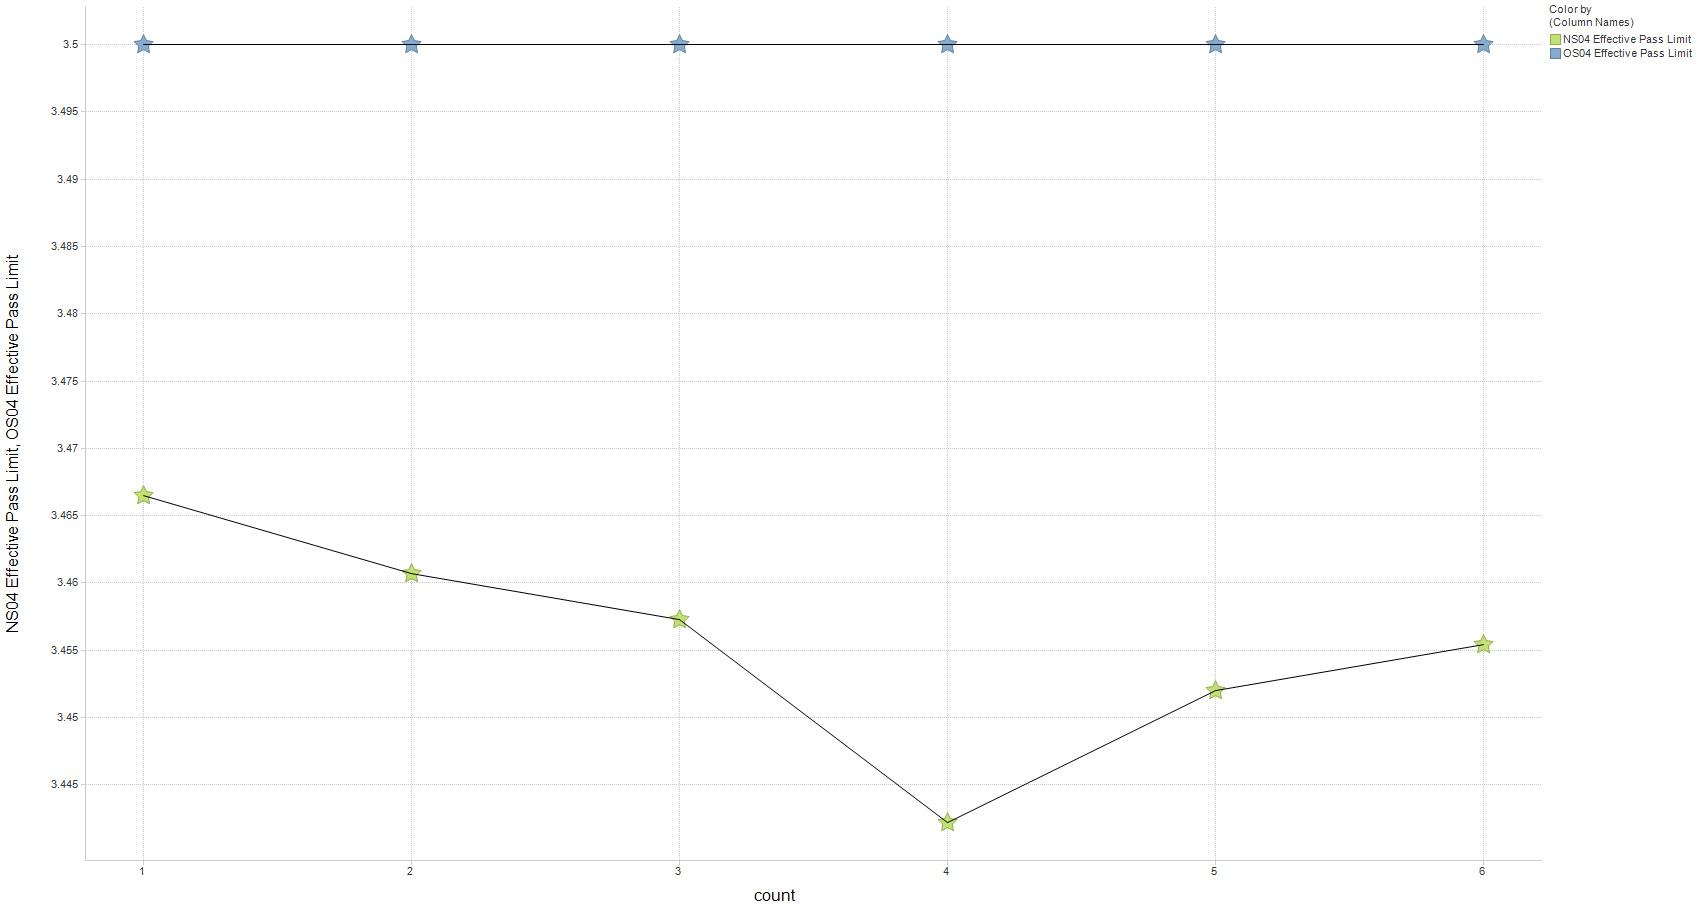 Color by
(Column Names)
NS04 Effective Pass Limit
OS04 Effective Pass Limit
NS04 Effective Pass Limit, OS04 Effective Pass Limit
3.5
3.495
3.49
3.485
3.48
3.475
3.47
3.465
3.46
3.455
3.45
3.445
1 2 3 4 5 6
count